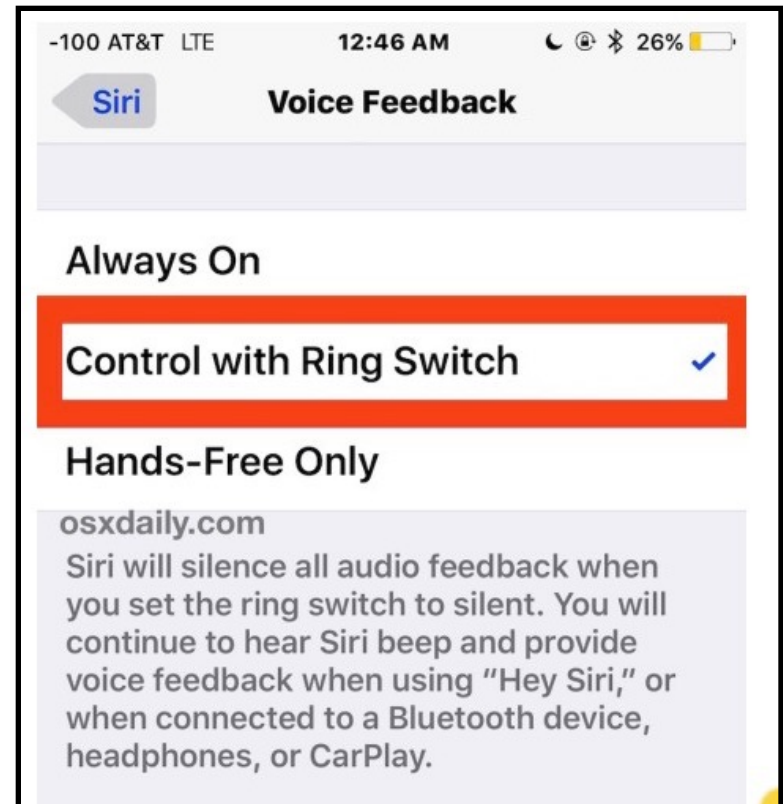 -100 AT&T LTE 12:46 AM 26%
Siri Voice Feedback
Always On
Control with Ring Switch
Hands-Free Only
osxdaily.com
Siri will silence all audio feedback when
you set the ring switch to silent. You will
continue to hear Siri beep and provide
voice feedback when using "Hey Siri," or
when connected to a Bluetooth device,
headphones, or CarPlay.